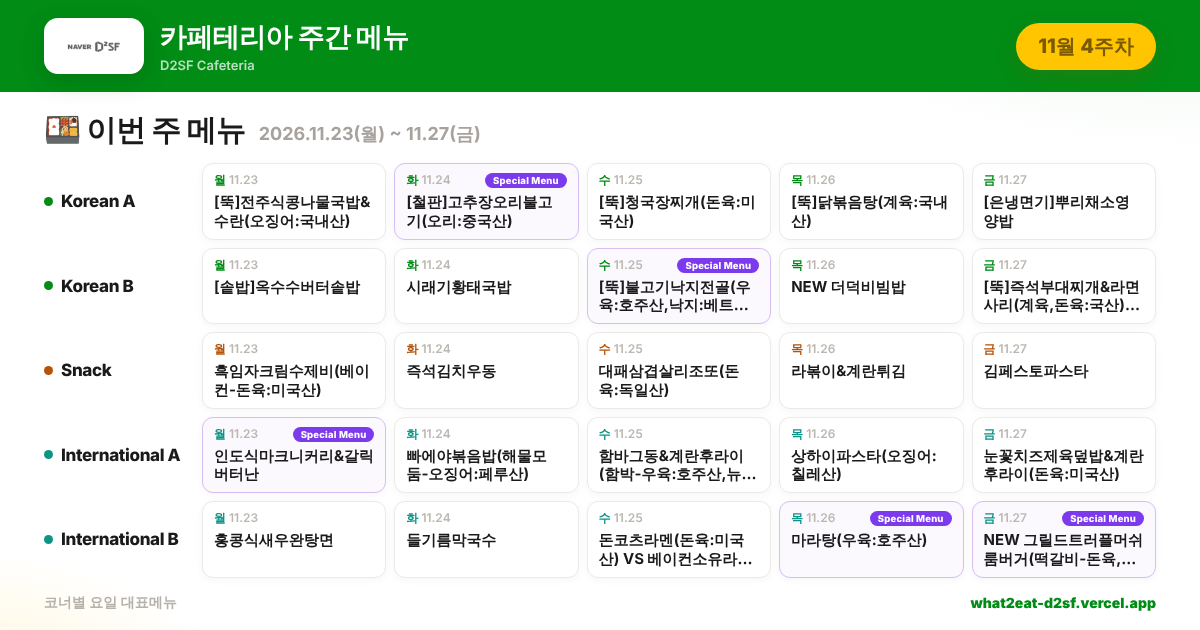 NAVER D²SF
카페테리아 주간 메뉴
D2SF Cafeteria
11월 4주차
이번 주 메뉴 2026.11.23(월) ~ 11.27(금)
Korean A
월 11.23
[뚝]전주식콩나물국밥&
수란(오징어:국내산)
화 11.24 Special Menu
[철판]고추장오리불고
기(오리:중국산)
수 11.25
[뚝]청국장찌개(돈육:미
국산)
목 11.26
[뚝]닭볶음탕(계육:국내
산)
금 11.27
[은냉면기]뿌리채소영
양밥
Korean B
월 11.23
[솥밥]옥수수버터솥밥
화 11.24
시래기황태국밥
수 11.25 Special Menu
[뚝]불고기낙지전골(우
육:호주산,낙지:베트...
목 11.26
NEW 더덕비빔밥
금 11.27
[뚝]즉석부대찌개&라면
사리(계육,돈육:국산)...
Snack
월 11.23
흑임자크림수제비(베이
컨-돈육:미국산)
화 11.24
즉석김치우동
수 11.25
대패삼겹살리조또(돈
육:독일산)
목 11.26
라볶이&계란튀김
금 11.27
김페스토파스타
International A
월 11.23 Special Menu
인도식마크니커리&갈릭
버터난
화 11.24
빠에야볶음밥(해물모
둠-오징어:페루산)
수 11.25
함바그동&계란후라이
(함박-우육:호주산,뉴...
목 11.26
상하이파스타(오징어:
칠레산)
금 11.27
눈꽃치즈제육덮밥&계란
후라이(돈육:미국산)
International B
월 11.23
홍콩식새우완탕면
화 11.24
들기름막국수
수 11.25
돈코츠라멘(돈육:미국
산) VS 베이컨소유라...
목 11.26 Special Menu
마라탕(우육:호주산)
금 11.27 Special Menu
NEW 그릴드트러플머쉬
룸버거(떡갈비-돈육,...
코너별 요일 대표메뉴
what2eat-d2sf.vercel.app